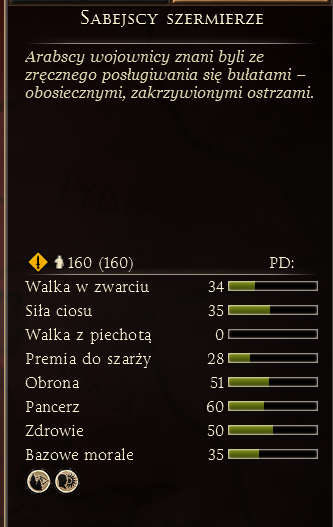 Sabejscy szermierze
Arabscy wojownicy znani byli ze
zręcznego posługiwania się bułatami –
obosiecznymi, zakrzywionymi ostrzami.
160 (160) PD:
Walka w zwarciu 34
Siła ciosu 35
Walka z piechotą 0
Premia do szarży 28
Obrona 51
Pancerz 60
Zdrowie 50
Bazowe morale 35